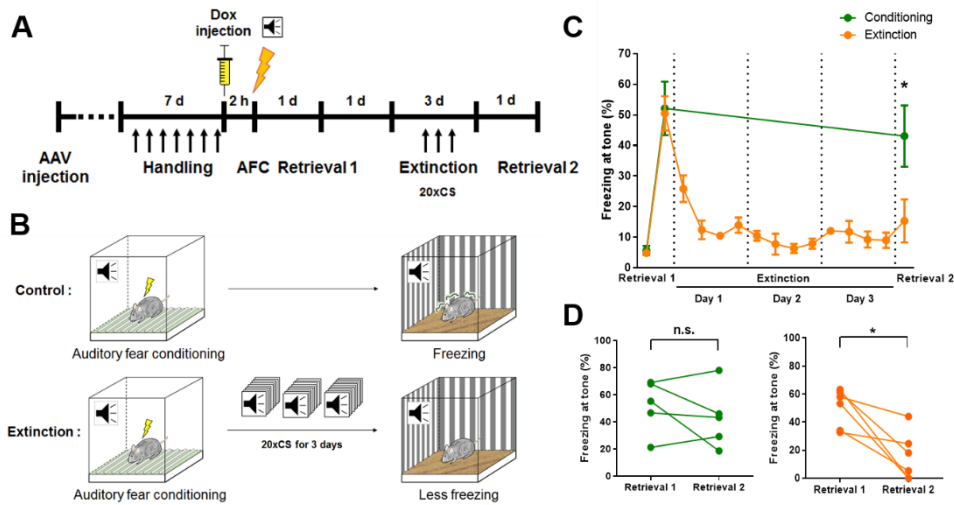 A
Dox
injection
7 d
2 h
1 d
1 d
3 d
1 d
AAV
injection
Handling
AFC
Retrieval 1
Extinction
20xCS
Retrieval 2
B
Control :
Auditory fear conditioning
Freezing
Extinction :
20xCS for 3 days
Auditory fear conditioning
Less freezing
C
Conditioning
Extinction
Freezing at tone (%)
70
60
50
40
30
20
10
0
*
Retrieval 1
Extinction
Retrieval 2
Day 1
Day 2
Day 3
D
n.s.
Freezing at tone (%)
100
80
60
40
20
0
Retrieval 1
Retrieval 2
*
Freezing at tone (%)
100
80
60
40
20
0
Retrieval 1
Retrieval 2